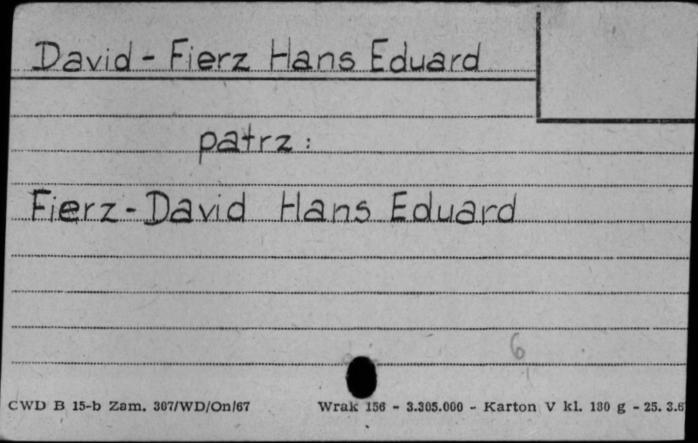 David - Fierz Hans Eduard
patrz:
Fierz - David Hans Eduard
6
CWD B 15-b Zam. 307/WD/On/67 Wrak 156 - 3.305.000 - Karton V kl. 180 g - 25. 3.6